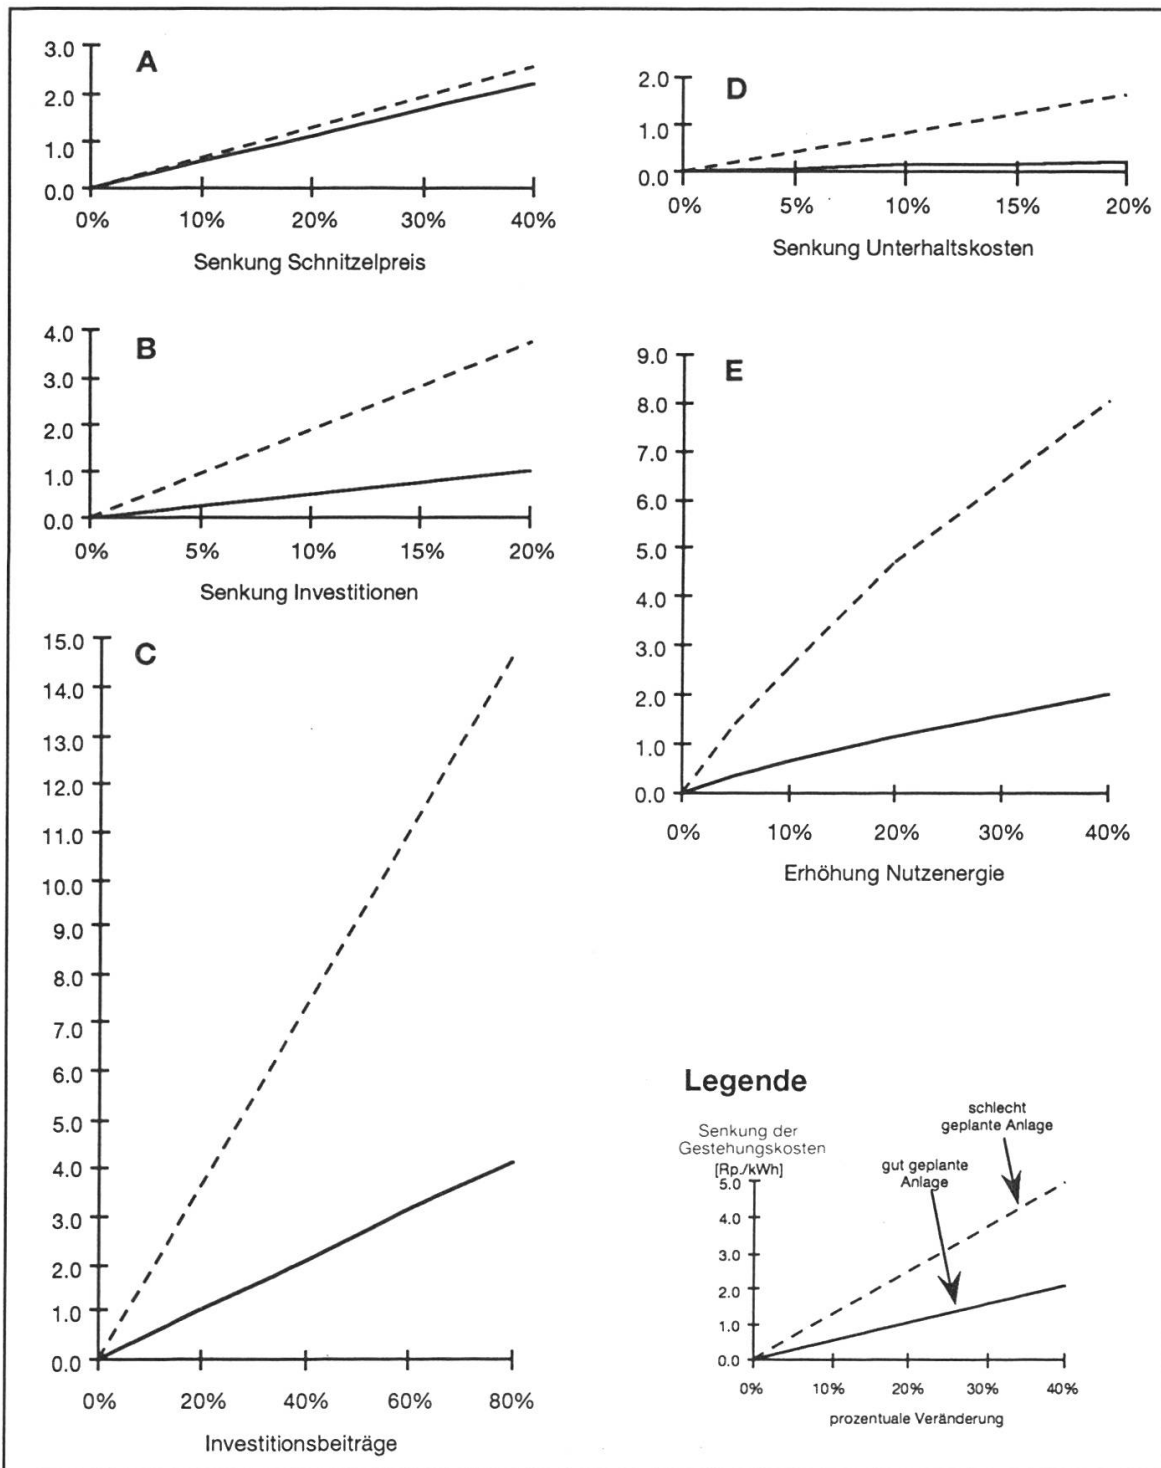 A
3.0
2.0
1.0
0.0
0% 10% 20% 30% 40%
Senkung Schnitzelpreis
B
4.0
3.0
2.0
1.0
0.0
0% 5% 10% 15% 20%
Senkung Investitionen
C
15.0
14.0
13.0
12.0
11.0
10.0
9.0
8.0
7.0
6.0
5.0
4.0
3.0
2.0
1.0
0.0
0% 20% 40% 60% 80%
Investitionsbeiträge
D
2.0
1.0
0.0
0% 5% 10% 15% 20%
Senkung Unterhaltskosten
E
9.0
8.0
7.0
6.0
5.0
4.0
3.0
2.0
1.0
0.0
0% 10% 20% 30% 40%
Erhöhung Nutzenergie
Legende
Senkung der
Gestehungskosten
[Rp./kWh]
schlecht
geplante Anlage
gut geplante
Anlage
5.0
4.0
3.0
2.0
1.0
0.0
0% 10% 20% 30% 40%
prozentuale Veränderung